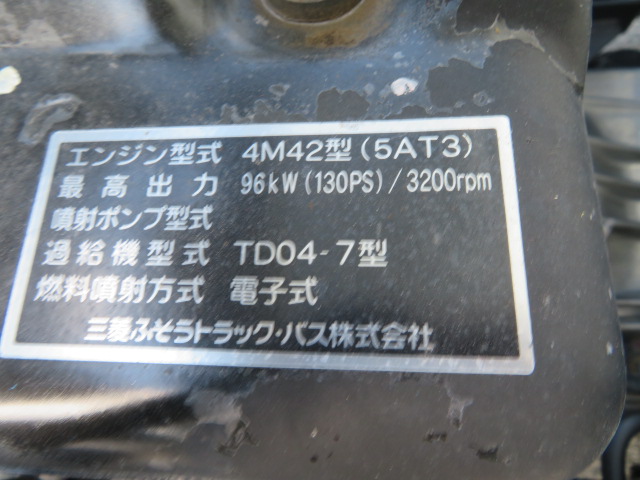 エンジン型式 4M42型(5AT3)
最高出力 96kW(130PS)/3200rpm
噴射ポンプ型式
過給機型式 TD04-7型
燃料噴射方式 電子式
三菱ふそうトラック・バス株式会社